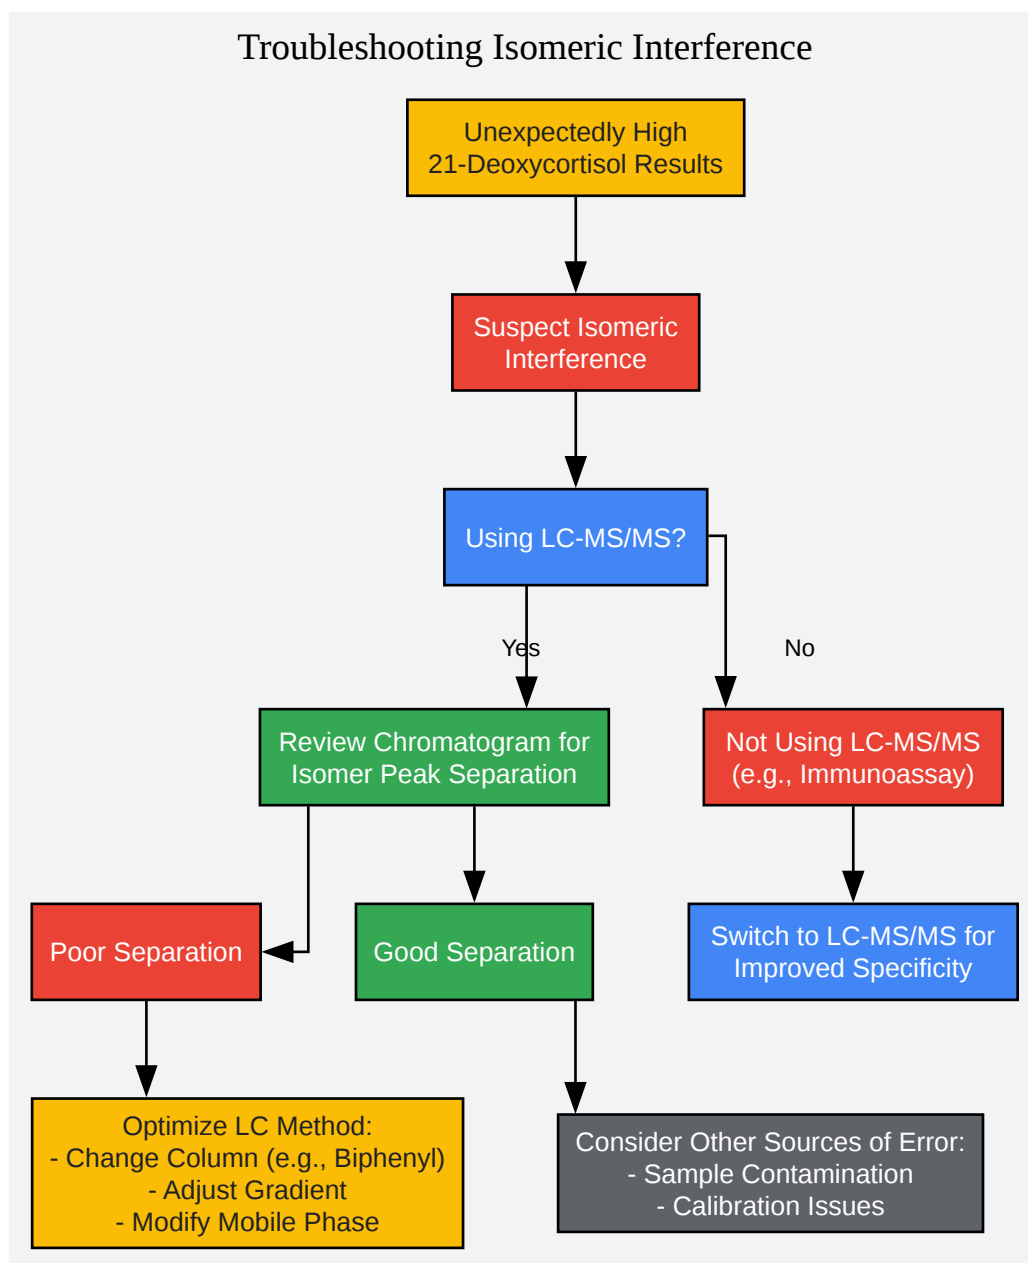 Troubleshooting Isomeric Interference
Unexpectedly High
21-Deoxycortisol Results
Suspect Isomeric
Interference
Using LC-MS/MS?
Yes
No
Review Chromatogram for
Isomer Peak Separation
Not Using LC-MS/MS
(e.g., Immunoassay)
Poor Separation
Good Separation
Switch to LC-MS/MS for
Improved Specificity
Optimize LC Method:
- Change Column (e.g., Biphenyl)
- Adjust Gradient
- Modify Mobile Phase
Consider Other Sources of Error:
- Sample Contamination
- Calibration Issues